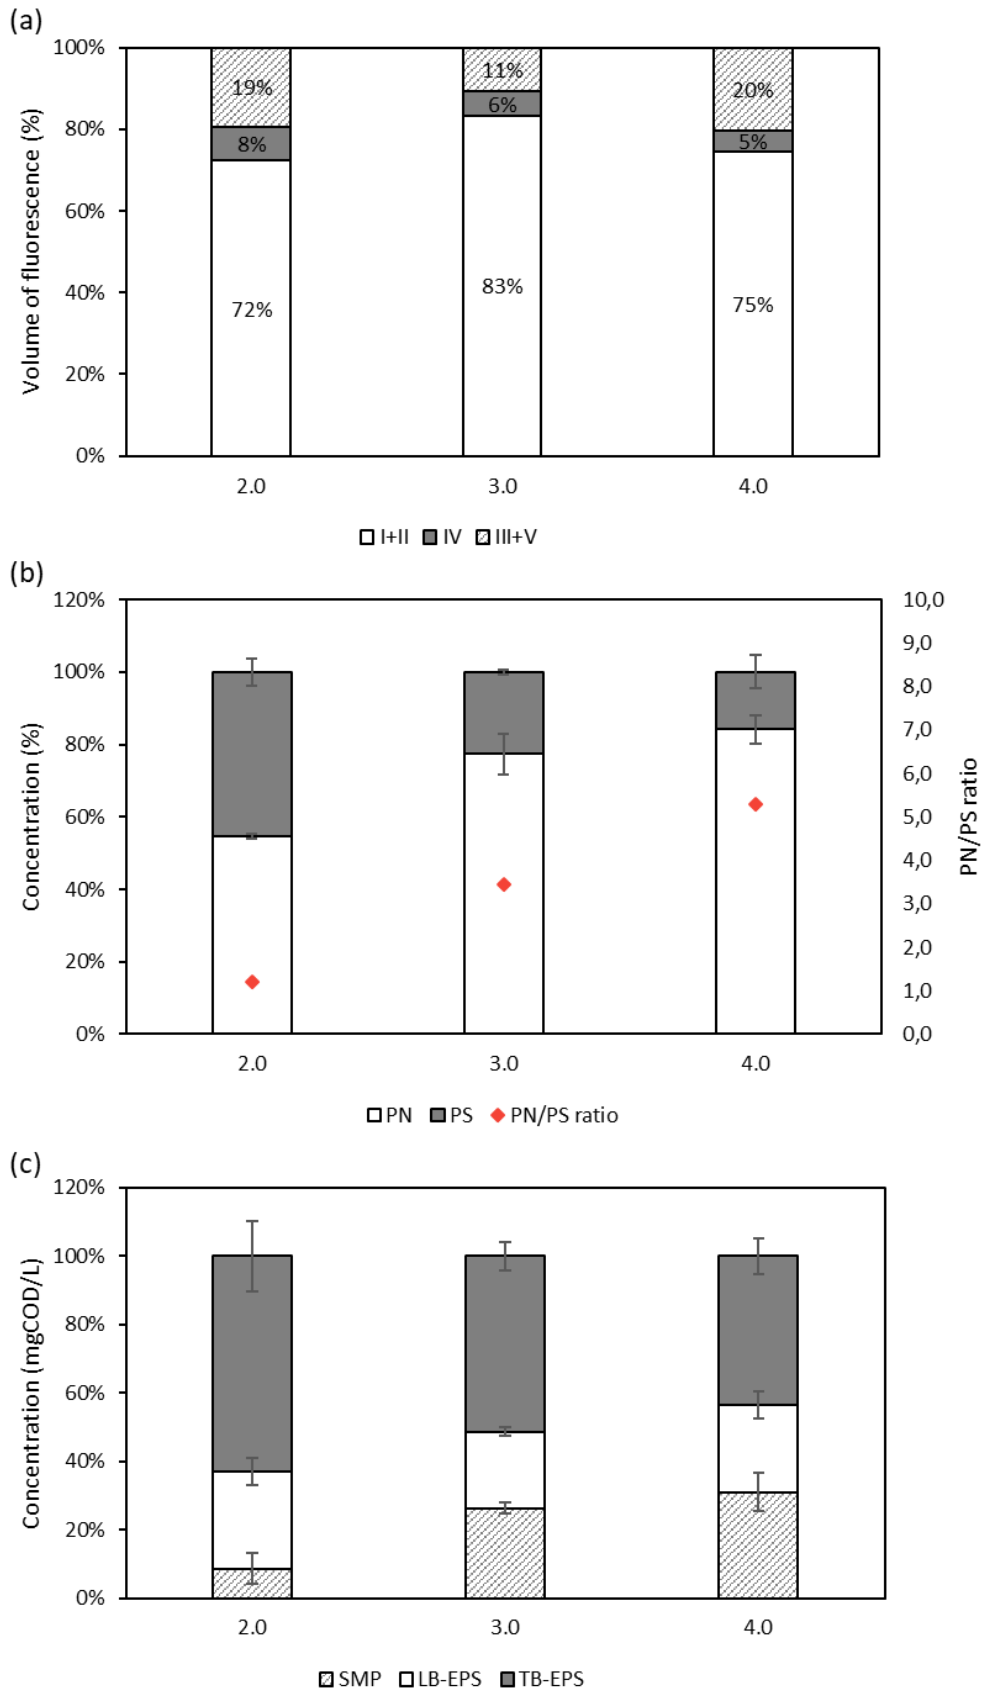 (a)
100%
80%
60%
40%
20%
0%
Volume of fluorescence (%)
19% 11% 20%
8% 6% 5%
72% 83% 75%
2.0 3.0 4.0
I+II IV III+V
(b)
120%
100%
80%
60%
40%
20%
0%
Concentration (%)
10,0
9,0
8,0
7,0
6,0
5,0
4,0
3,0
2,0
1,0
0,0
PN/PS ratio
2.0 3.0 4.0
PN PS PN/PS ratio
(c)
120%
100%
80%
60%
40%
20%
0%
Concentration (mgCOD/L)
2.0 3.0 4.0
SMP LB-EPS TB-EPS